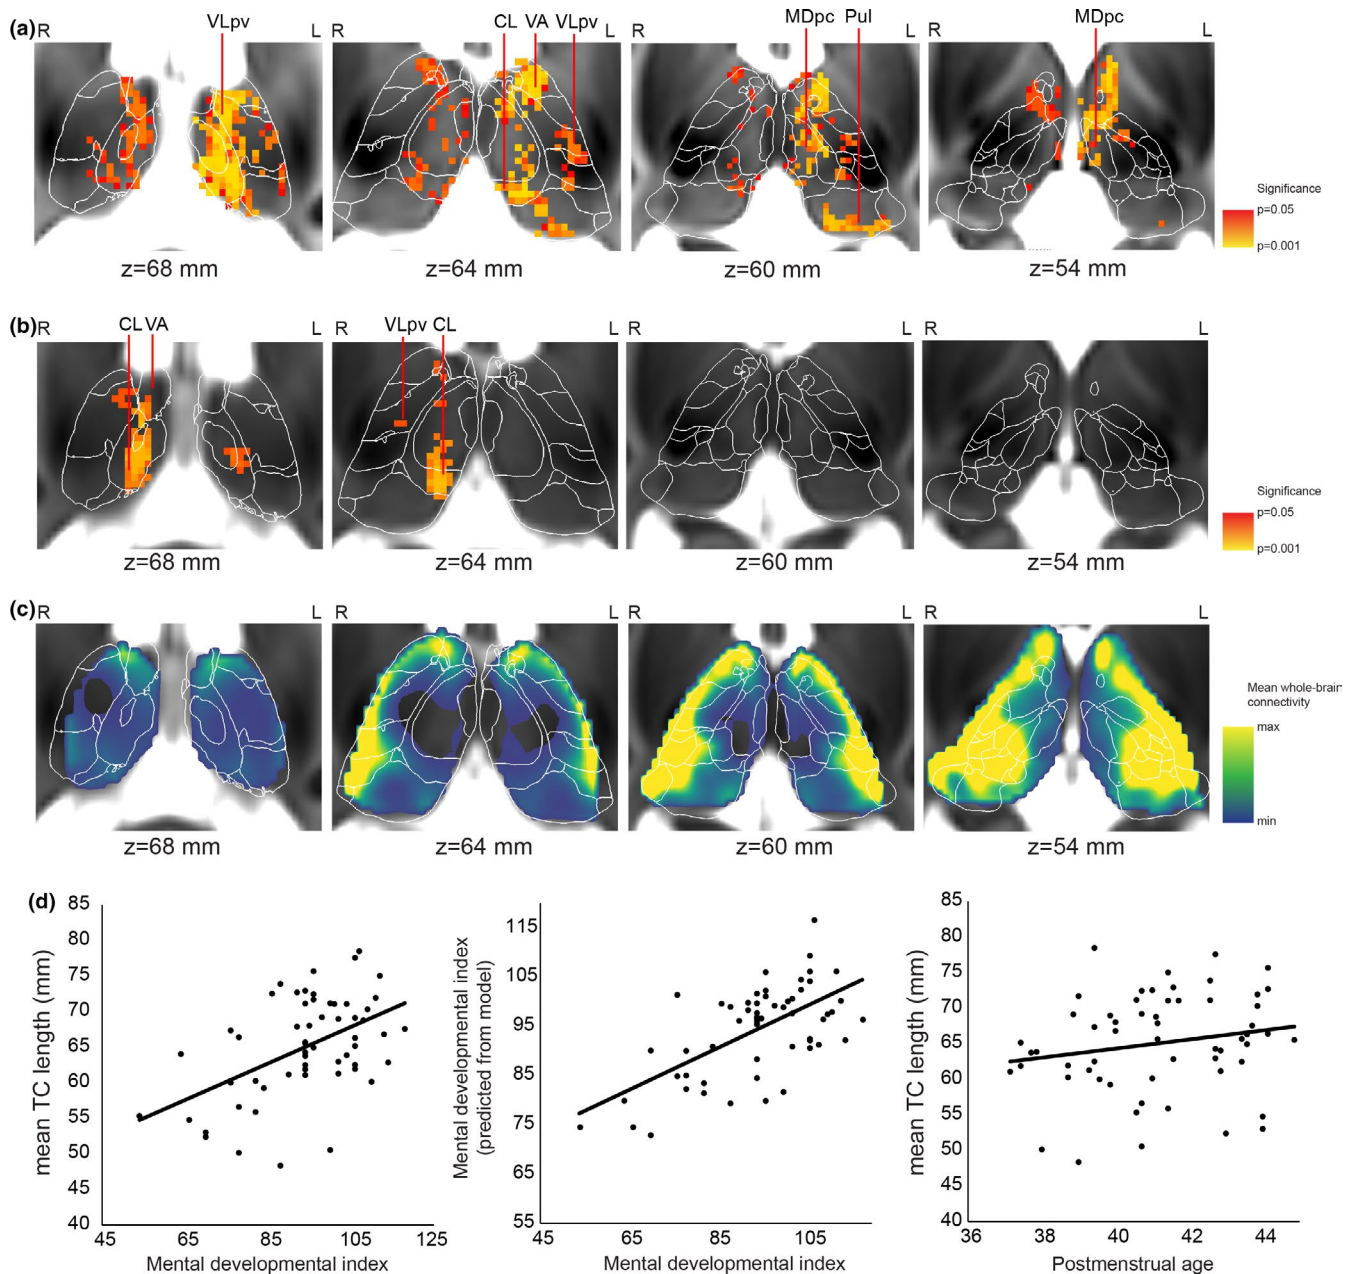 (a) R VLpv L
R CL VA VLpv L
R MDpc Pul L
R MDpc L
Significance
p=0.05
p=0.001
z=68 mm
z=64 mm
z=60 mm
z=54 mm
(b) R CL VA L
R VLpv CL L
R L
R L
Significance
p=0.05
p=0.001
z=68 mm
z=64 mm
z=60 mm
z=54 mm
(c) R L
R L
R L
R L
Mean whole-brain
connectivity
max
min
z=68 mm
z=64 mm
z=60 mm
z=54 mm
(d)
mean TC length (mm)
85
80
75
70
65
60
55
50
45
40
45 65 85 105 125
Mental developmental index
Mental developmental index
(predicted from model)
115
105
95
85
75
65
55
45 65 85 105
Mental developmental index
mean TC length (mm)
85
80
75
70
65
60
55
50
45
40
36 38 40 42 44
Postmenstrual age